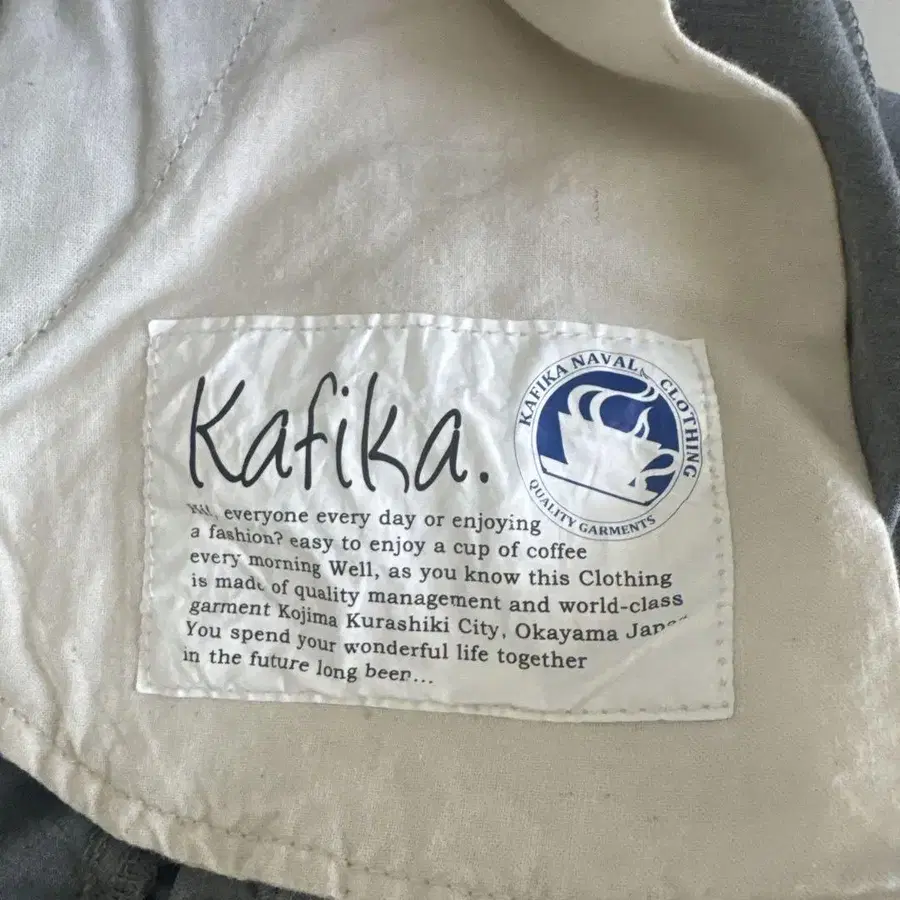 Kafika.
KAFIKA NAVAL CLOTHING
QUALITY GARMENTS
everyone every day or enjoying
a fashion? easy to enjoy a cup of coffee
every morning Well, as you know this Clothing
is made of quality management and world-class
garment Kojima Kurashiki City, Okayama
You spend your wonderful life together
in the future long been...